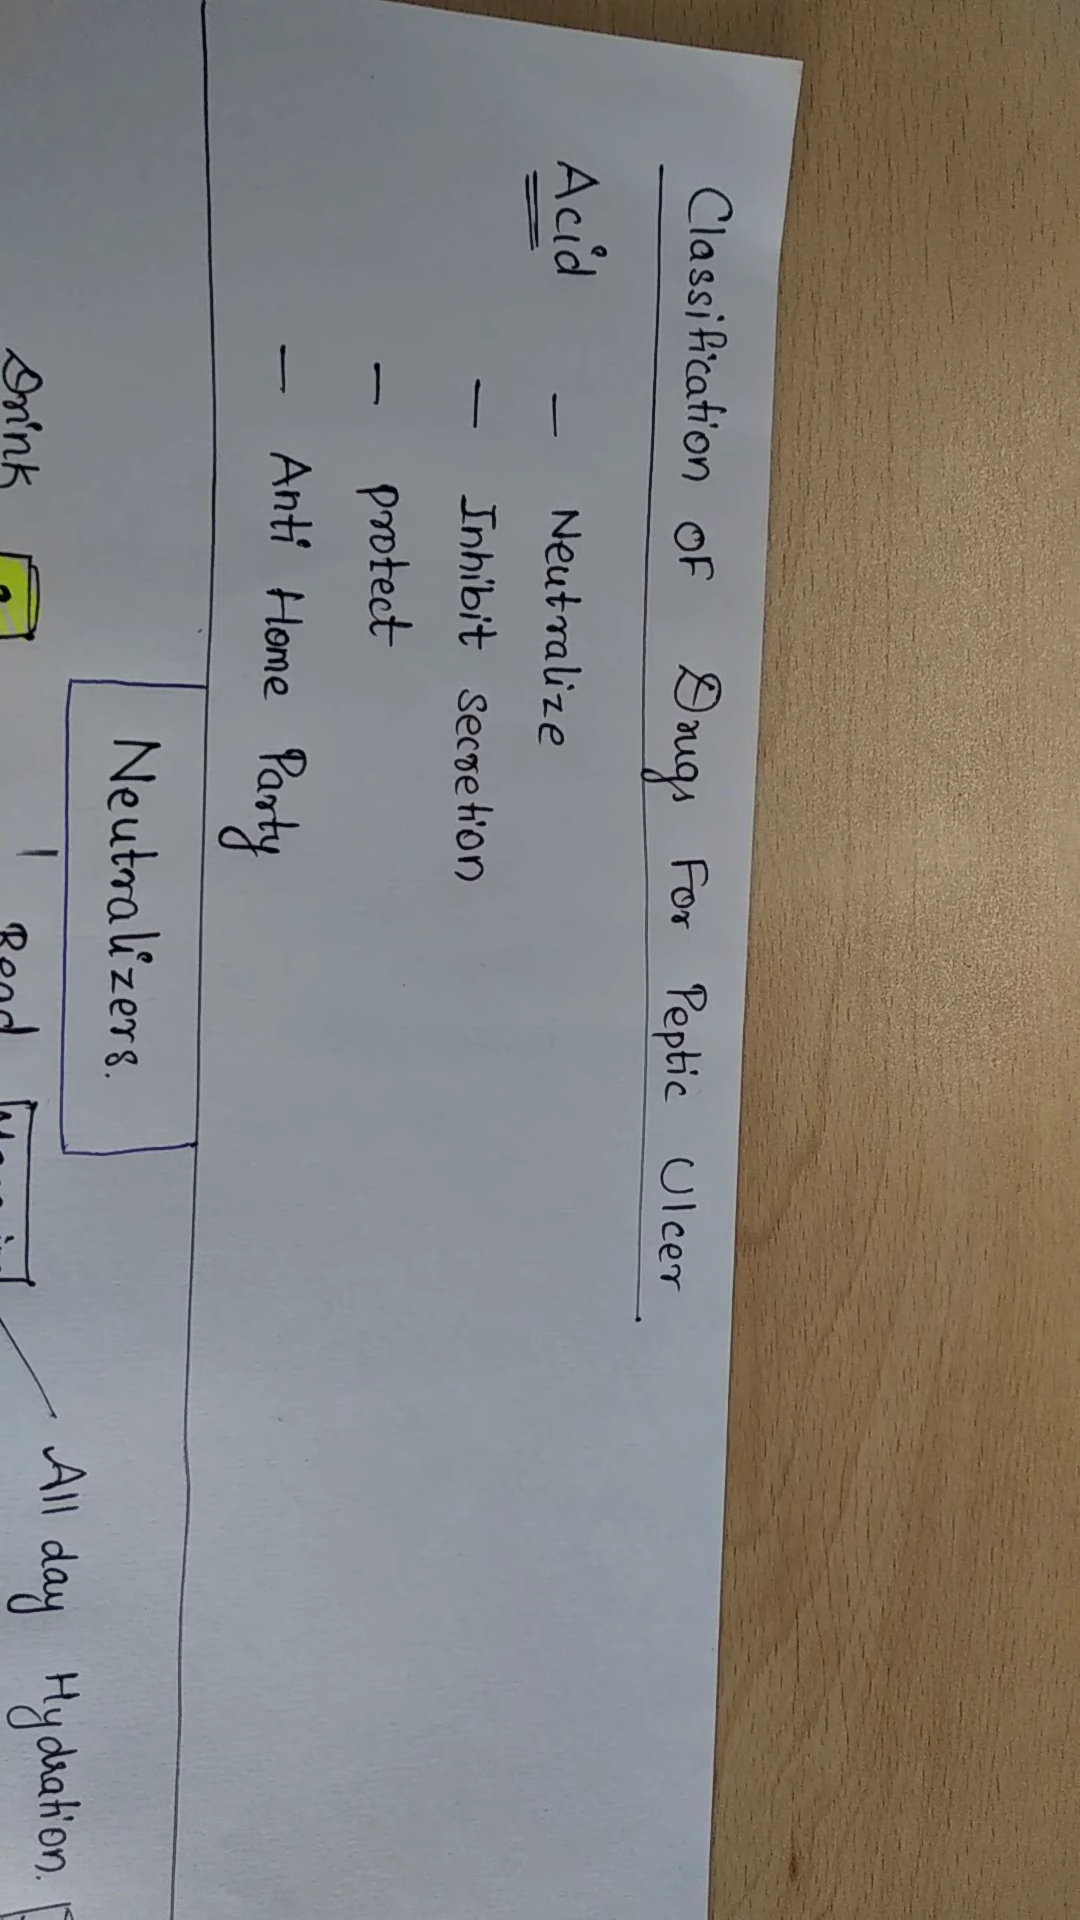 Classification OF Drugs For Peptic Ulcer
Acid - Neutralize
- Inhibit secretion
- protect
- Anti Home Party
Neutralizers.
All day Hydration.
Drink
- Read